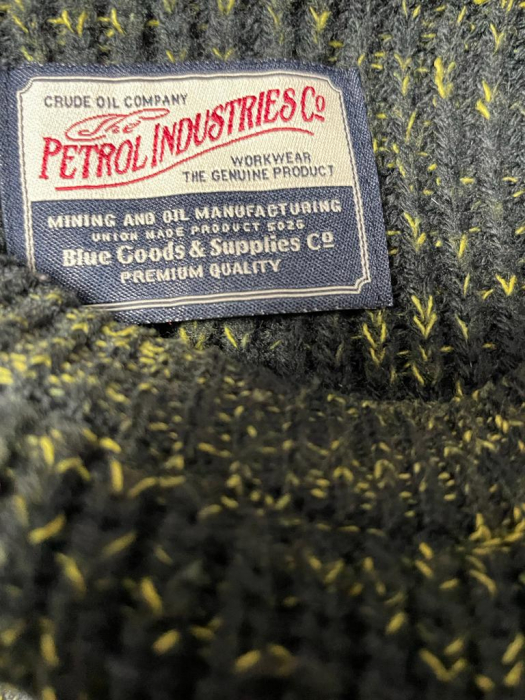 CRUDE OIL COMPANY
The
PETROL INDUSTRIES Co
WORKWEAR
THE GENUINE PRODUCT
MINING AND OIL MANUFACTURING
UNION MADE PRODUCT 5026
Blue Goods & Supplies Co
PREMIUM QUALITY